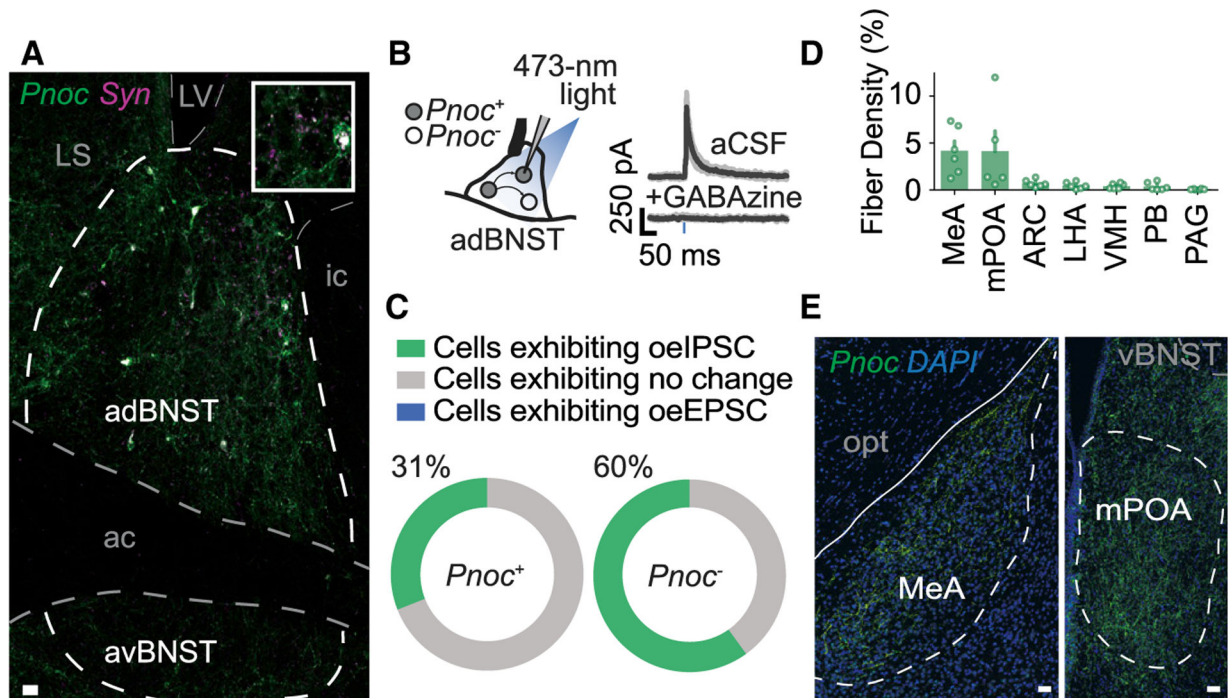 A
Pnoc Syn
LV
LS
ic
adBNST
ac
avBNST
B
473-nm
light
Pnoc+
Pnoc-
adBNST
aCSF
+GABAzine
250 pA
50 ms
C
Cells exhibiting oeIPSC
Cells exhibiting no change
Cells exhibiting oeEPSC
31%
Pnoc+
60%
Pnoc-
D
Fiber Density (%)
10
5
0
MeA
mPOA
ARC
LHA
VMH
PB
PAG
E
Pnoc DAPI
opt
MeA
vBNST
mPOA